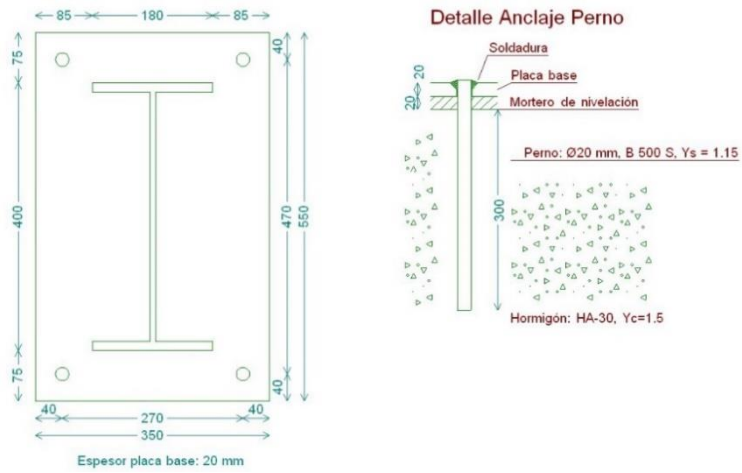 85 180 85
75
40
400
470
550
75
40
40 40
270
350
Espesor placa base: 20 mm
Detalle Anclaje Perno
Soldadura
20
Placa base
20
Mortero de nivelación
Perno: Ø20 mm, B 500 S, Ys = 1.15
300
Hormigón: HA-30, Yc=1.5